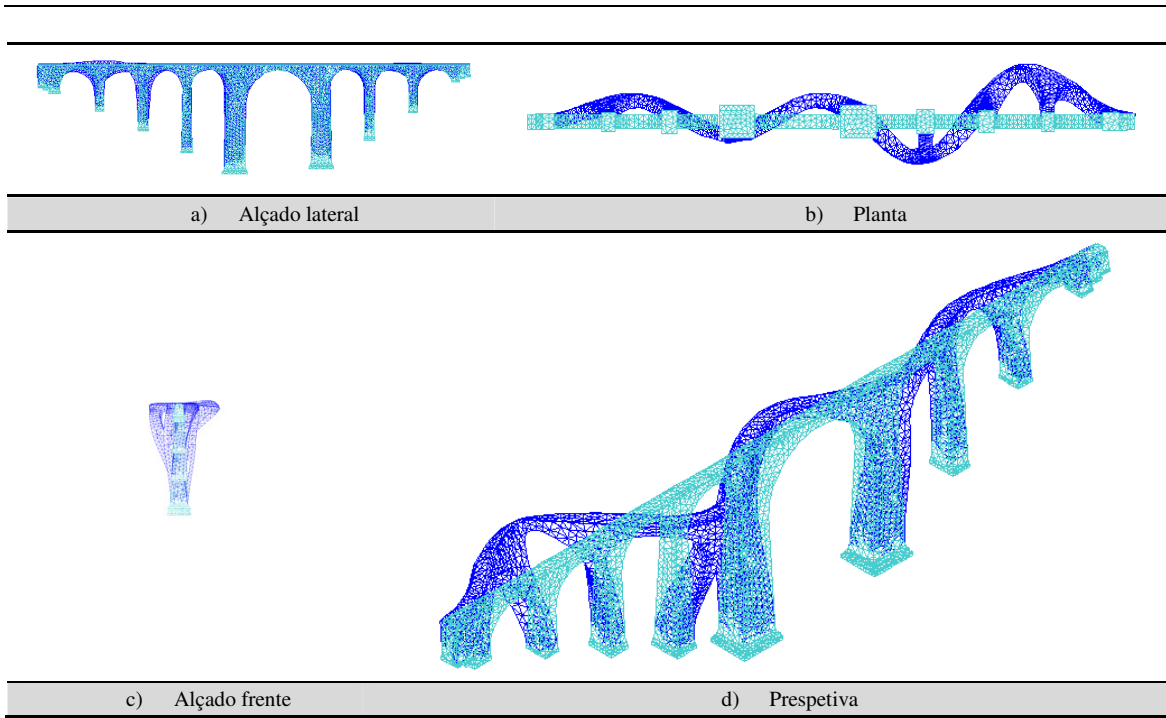 a) Alçado lateral
b) Planta
c) Alçado frente
d) Prespetiva